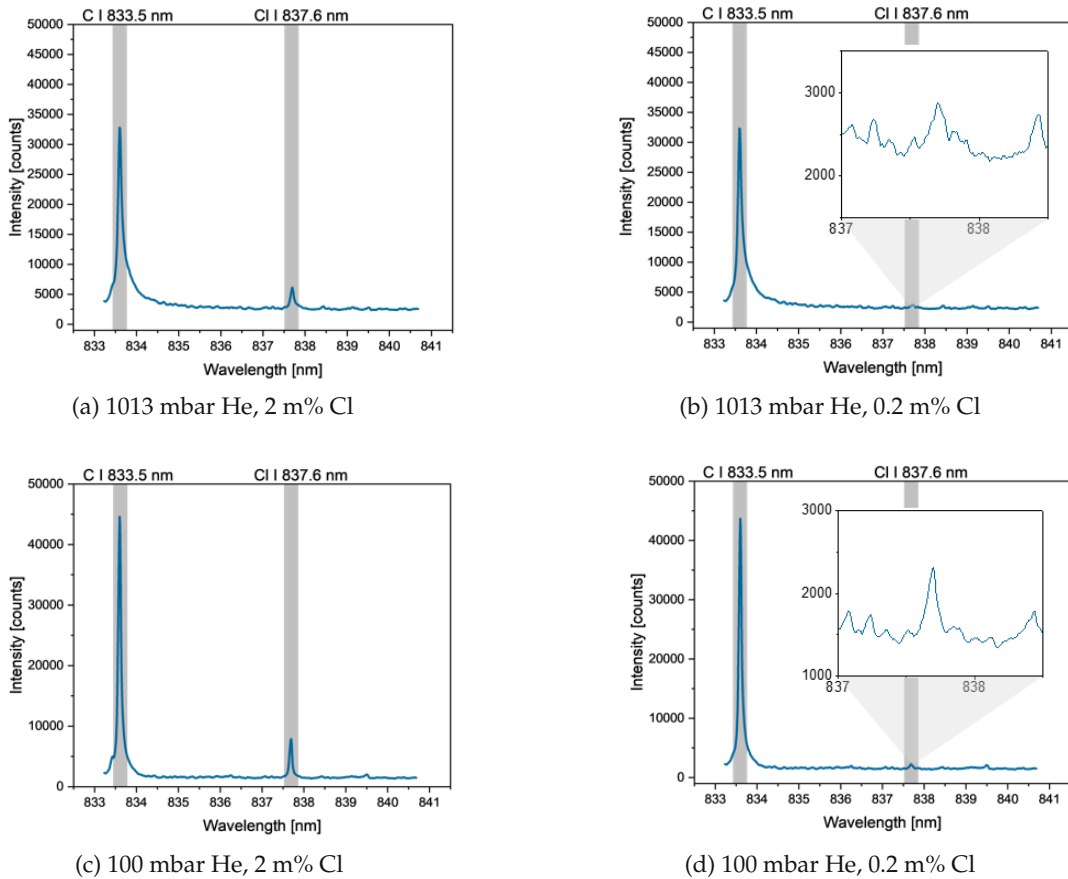 C I 833.5 nm
Cl I 837.6 nm
50000
45000
40000
35000
30000
25000
20000
15000
10000
5000
0
Intensity [counts]
833 834 835 836 837 838 839 840 841
Wavelength [nm]
(a) 1013 mbar He, 2 m% Cl
C I 833.5 nm
Cl I 837.6 nm
50000
45000
40000
35000
30000
25000
20000
15000
10000
5000
0
Intensity [counts]
3000
2000
837 838
833 834 835 836 837 838 839 840 841
Wavelength [nm]
(b) 1013 mbar He, 0.2 m% Cl
C I 833.5 nm
Cl I 837.6 nm
50000
40000
30000
20000
10000
0
Intensity [counts]
833 834 835 836 837 838 839 840 841
Wavelength [nm]
(c) 100 mbar He, 2 m% Cl
C I 833.5 nm
Cl I 837.6 nm
50000
40000
30000
20000
10000
0
Intensity [counts]
3000
2000
1000
837 838
833 834 835 836 837 838 839 840 841
Wavelength [nm]
(d) 100 mbar He, 0.2 m% Cl